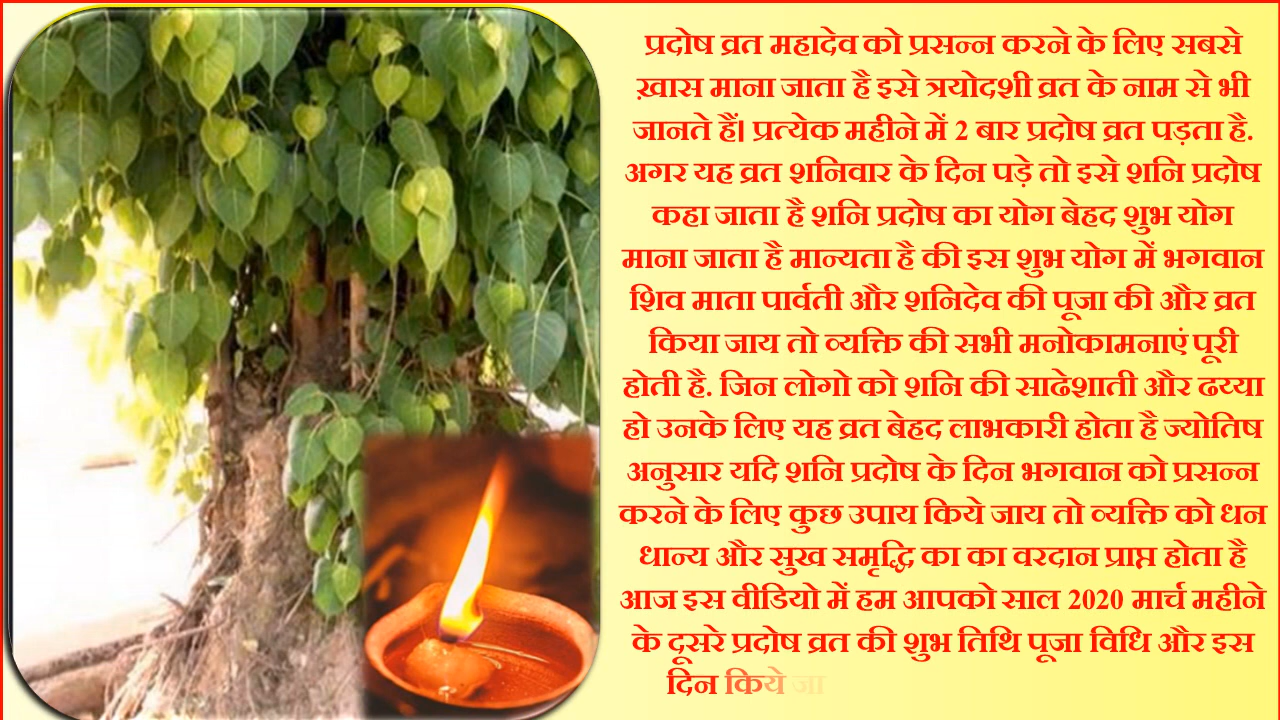 प्रदोष व्रत महादेव को प्रसन्न करने के लिए सबसे
ख़ास माना जाता है इसे त्रयोदशी व्रत के नाम से भी
जानते हैं| प्रत्येक महीने में 2 बार प्रदोष व्रत पड़ता है.
अगर यह व्रत शनिवार के दिन पड़े तो इसे शनि प्रदोष
कहा जाता है शनि प्रदोष का योग बेहद शुभ योग
माना जाता है मान्यता है की इस शुभ योग में भगवान
शिव माता पार्वती और शनिदेव की पूजा की और व्रत
किया जाय तो व्यक्ति की सभी मनोकामनाएं पूरी
होती है. जिन लोगो को शनि की साढेशाती और ढय्या
हो उनके लिए यह व्रत बेहद लाभकारी होता है ज्योतिष
अनुसार यदि शनि प्रदोष के दिन भगवान को प्रसन्न
करने के लिए कुछ उपाय किये जाय तो व्यक्ति को धन
धान्य और सुख समृद्धि का का वरदान प्राप्त होता है
आज इस वीडियो में हम आपको साल 2020 मार्च महीने
के दूसरे प्रदोष व्रत की शुभ तिथि पूजा विधि और इस
दिन किये जा